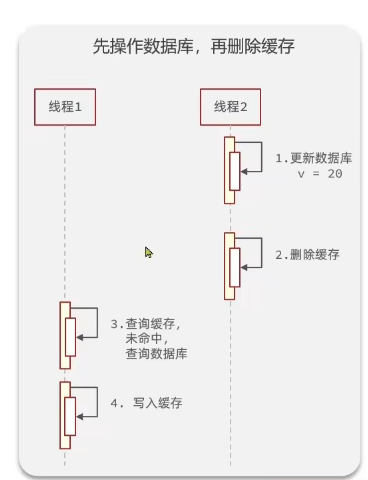 先操作数据库，再删除缓存
线程1
线程2
1.更新数据库
v = 20
2.删除缓存
3.查询缓存，
未命中，
查询数据库
4. 写入缓存